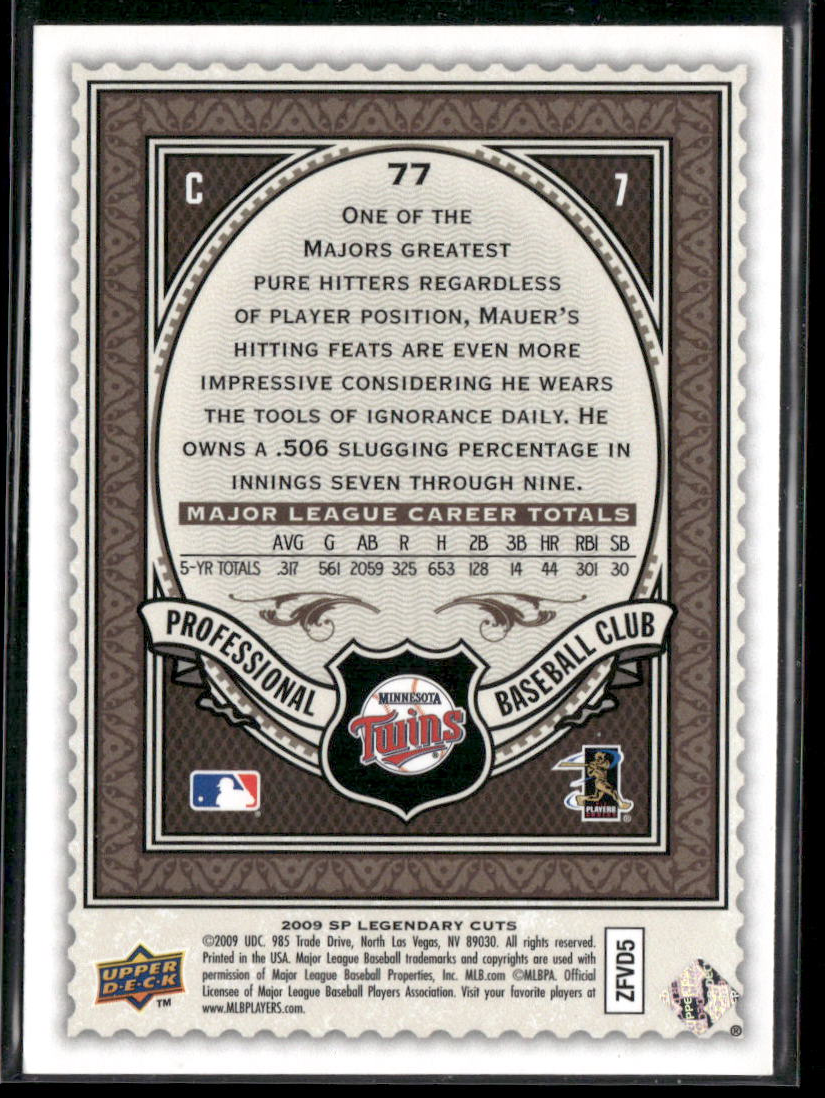 77
C
7
ONE OF THE
MAJORS GREATEST
PURE HITTERS REGARDLESS
OF PLAYER POSITION, MAUER'S
HITTING FEATS ARE EVEN MORE
IMPRESSIVE CONSIDERING HE WEARS
THE TOOLS OF IGNORANCE DAILY. HE
OWNS A .506 SLUGGING PERCENTAGE IN
INNINGS SEVEN THROUGH NINE.
MAJOR LEAGUE CAREER TOTALS
AVG G AB R H 2B 3B HR RBI SB
5-YR TOTALS .317 561 2059 325 653 128 14 44 301 30
PROFESSIONAL BASEBALL CLUB
MINNESOTA
Twins
®
PLAYERS
CHOICE
®
2009 SP LEGENDARY CUTS
©2009 UDC. 985 Trade Drive, North Las Vegas, NV 89030. All rights reserved.
Printed in the USA. Major League Baseball trademarks and copyrights are used with
permission of Major League Baseball Properties, Inc. MLB.com ©MLBPA. Official
Licensee of Major League Baseball Players Association. Visit your favorite players at
www.MLBPLAYERS.com.
UPPER
D·E·C·K
™
ZFVD5
®